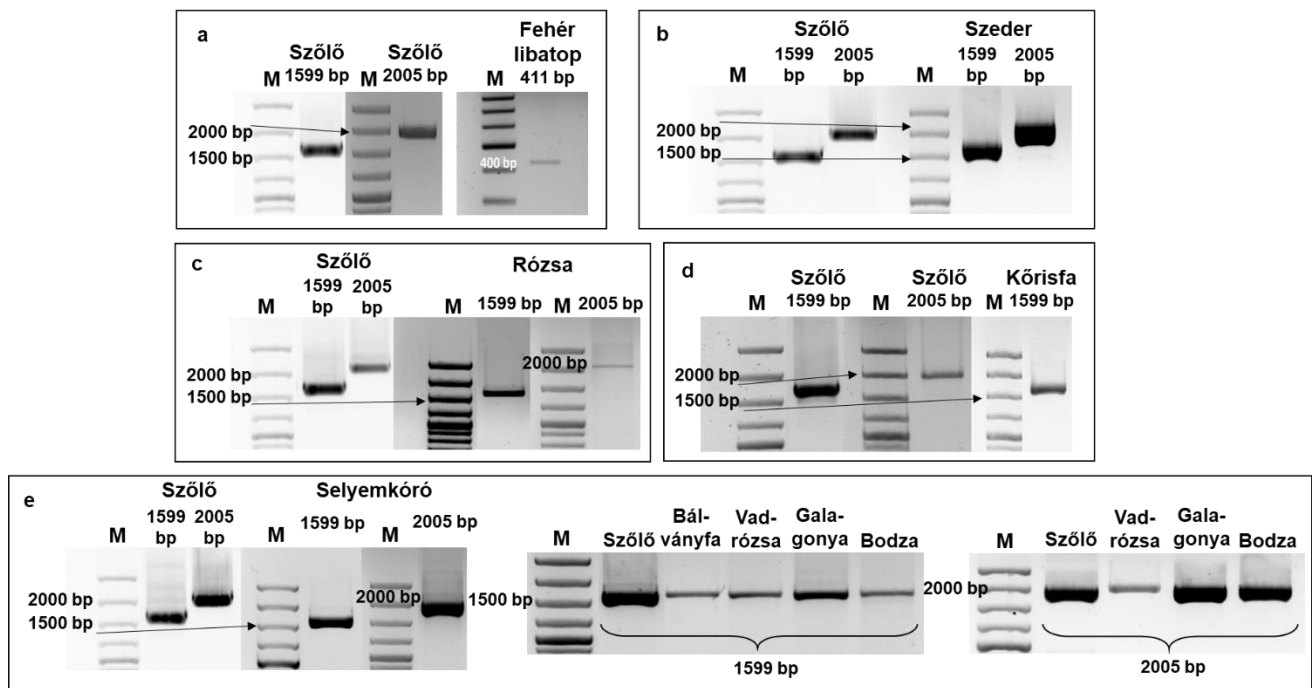 a
Szőlő
1599 bp
Szőlő
2005 bp
Fehér
libatop
411 bp
M
M
M
2000 bp
1500 bp
400 bp
b
Szőlő
1599
bp
2005
bp
Szeder
1599
bp
2005
bp
M
M
2000 bp
1500 bp
c
Szőlő
1599
bp
2005
bp
Rózsa
1599 bp
2005 bp
M
M
M
2000 bp
1500 bp
2000 bp
d
Szőlő
1599 bp
Szőlő
2005 bp
Kőrisfa
1599 bp
M
M
M
2000 bp
1500 bp
e
Szőlő
1599
bp
2005
bp
Selyemkóró
1599 bp
2005 bp
M
M
M
2000 bp
1500 bp
2000 bp
M
Szőlő
Bál-
ványfa
Vad-
rózsa
Gala-
gonya
Bodza
1500 bp
1599 bp
M
Szőlő
Vad-
rózsa
Gala-
gonya
Bodza
2000 bp
2005 bp